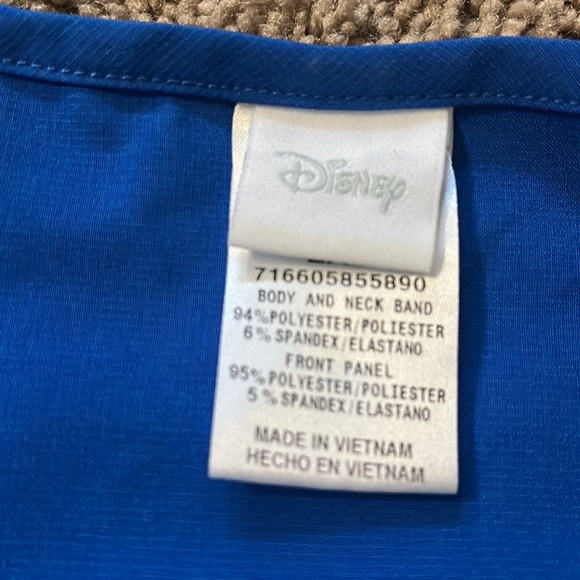 Disney
716605855890
BODY AND NECK BAND
94%POLYESTER/POLIESTER
6% SPANDEX/ELASTANO
FRONT PANEL
95%POLYESTER/POLIESTER
5% SPANDEX/ELASTANO
MADE IN VIETNAM
HECHO EN VIETNAM